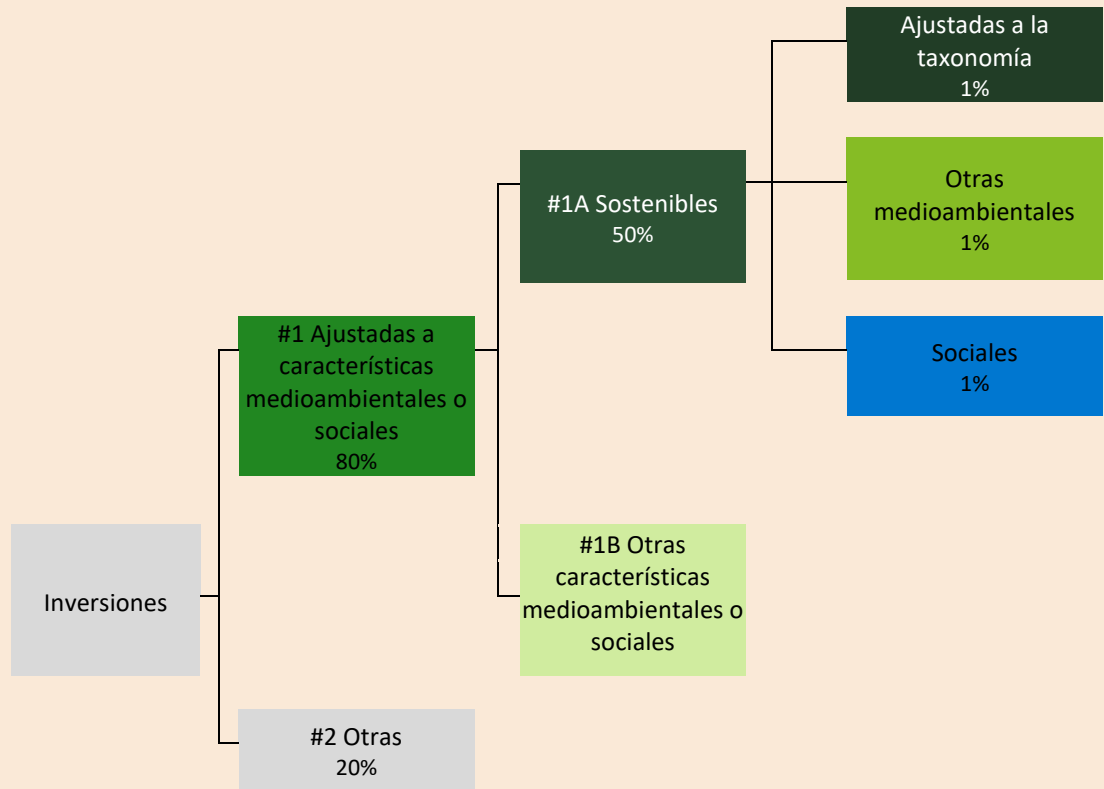 Ajustadas a la
taxonomía
1%
#1A Sostenibles
50%
Otras
medioambientales
1%
#1 Ajustadas a
características
medioambientales o
sociales
80%
Sociales
1%
Inversiones
#1B Otras
características
medioambientales o
sociales
#2 Otras
20%